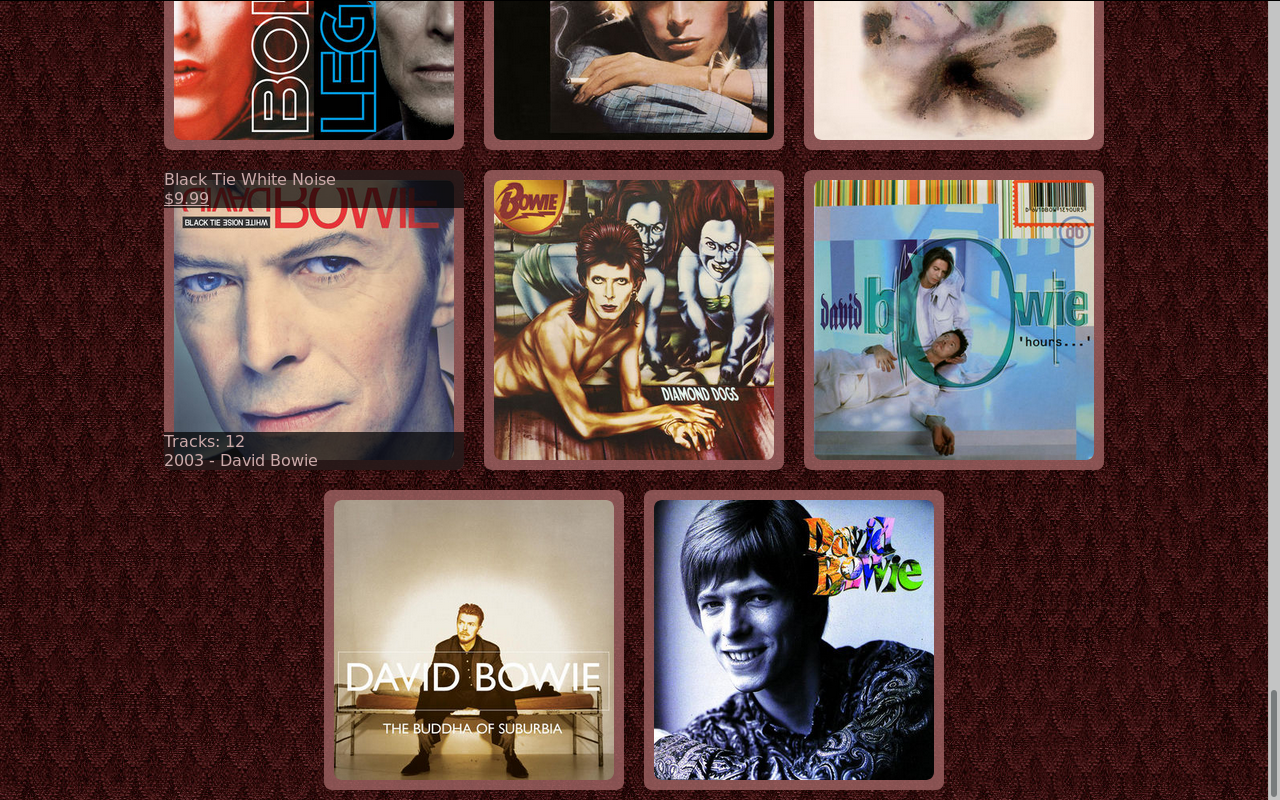 Black Tie White Noise
$9.99
BOWIE
BLACK TIE WHITE NOISE
Tracks: 12
2003 - David Bowie
BOWIE
DIAMOND DOGS
david bowie
'hours...'
DAVID BOWIE
THE BUDDHA OF SUBURBIA
David
Bowie